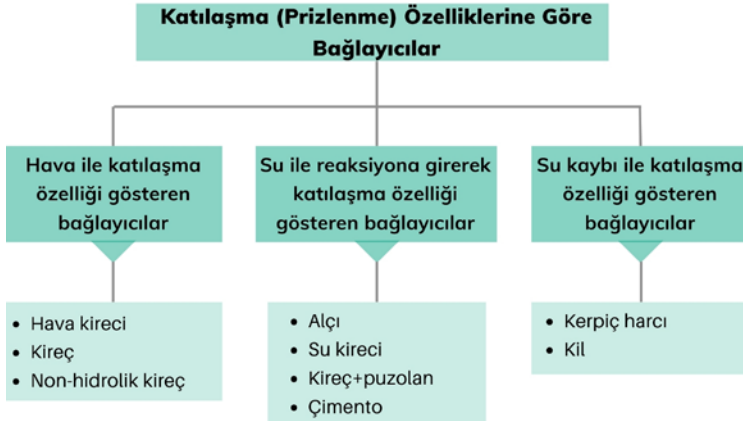 Katılaşma (Prizlenme) Özelliklerine Göre
Bağlayıcılar
Hava ile katılaşma
özelliği gösteren
bağlayıcılar
Su ile reaksiyona girerek
katılaşma özelliği
gösteren bağlayıcılar
Su kaybı ile katılaşma
özelliği gösteren
bağlayıcılar
• Hava kireci
• Kireç
• Non-hidrolik kireç
• Alçı
• Su kireci
• Kireç+puzolan
• Çimento
• Kerpiç harcı
• Kil